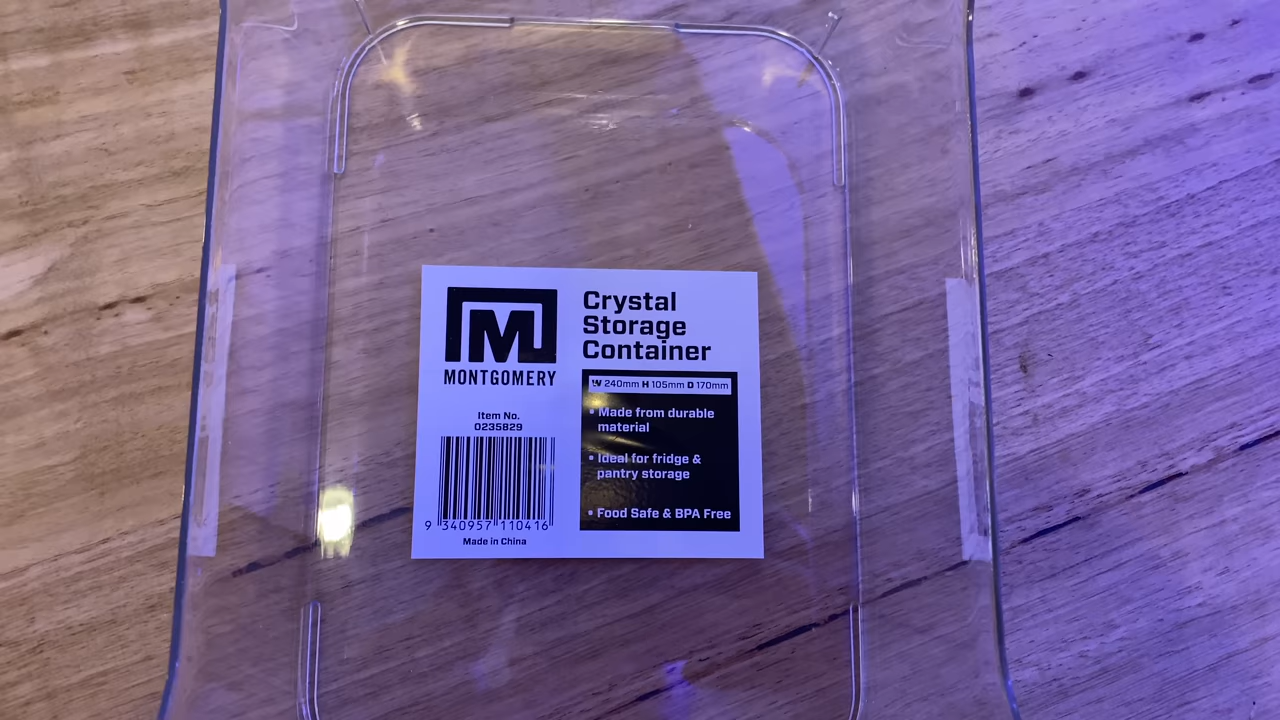 M
MONTGOMERY
Item No.
0235829
9 340957 110416
Made in China
Crystal
Storage
Container
W 240mm H 105mm D 170mm
• Made from durable
material
• Ideal for fridge &
pantry storage
• Food Safe & BPA Free